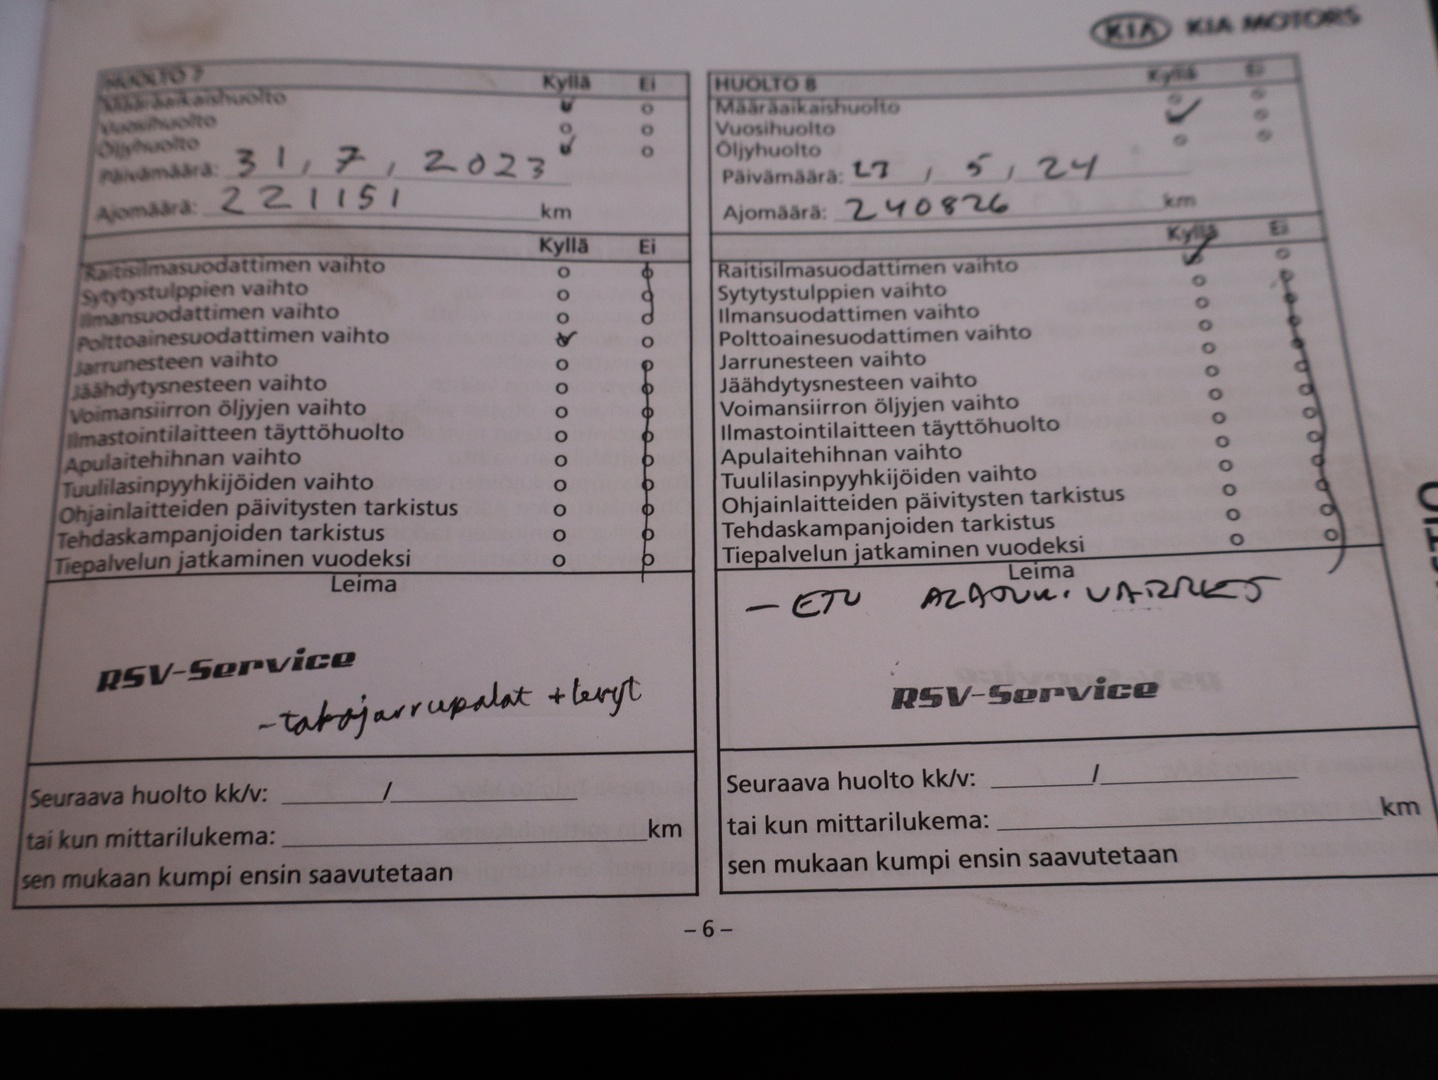 KIA KIA MOTORS
HUOLTO 7 Kyllä Ei
Määräaikaishuolto
Vuosihuolto
Öljyhuolto
Päivämäärä: 31, 7, 2023
Ajomäärä: 221151 km
Kyllä Ei
Raitisilmasuodattimen vaihto
Sytytystulppien vaihto
Ilmansuodattimen vaihto
Polttoainesuodattimen vaihto
Jarrunesteen vaihto
Jäähdytysnesteen vaihto
Voimansiirron öljyjen vaihto
Ilmastointilaitteen täyttöhuolto
Apulaitehihnan vaihto
Tuulilasinpyyhkijöiden vaihto
Ohjainlaitteiden päivitysten tarkistus
Tehdaskampanjoiden tarkistus
Tiepalvelun jatkaminen vuodeksi
Leima
RSV-Service
- takajarrupalat + levyt
Seuraava huolto kk/v: /
tai kun mittarilukema: km
sen mukaan kumpi ensin saavutetaan
HUOLTO 8 Kyllä Ei
Määräaikaishuolto
Vuosihuolto
Öljyhuolto
Päivämäärä: 27, 5, 24
Ajomäärä: 240826 km
Kyllä Ei
Raitisilmasuodattimen vaihto
Sytytystulppien vaihto
Ilmansuodattimen vaihto
Polttoainesuodattimen vaihto
Jarrunesteen vaihto
Jäähdytysnesteen vaihto
Voimansiirron öljyjen vaihto
Ilmastointilaitteen täyttöhuolto
Apulaitehihnan vaihto
Tuulilasinpyyhkijöiden vaihto
Ohjainlaitteiden päivitysten tarkistus
Tehdaskampanjoiden tarkistus
Tiepalvelun jatkaminen vuodeksi
Leima
- ETU
RSV-Service
Seuraava huolto kk/v: /
tai kun mittarilukema: km
sen mukaan kumpi ensin saavutetaan
- 6 -